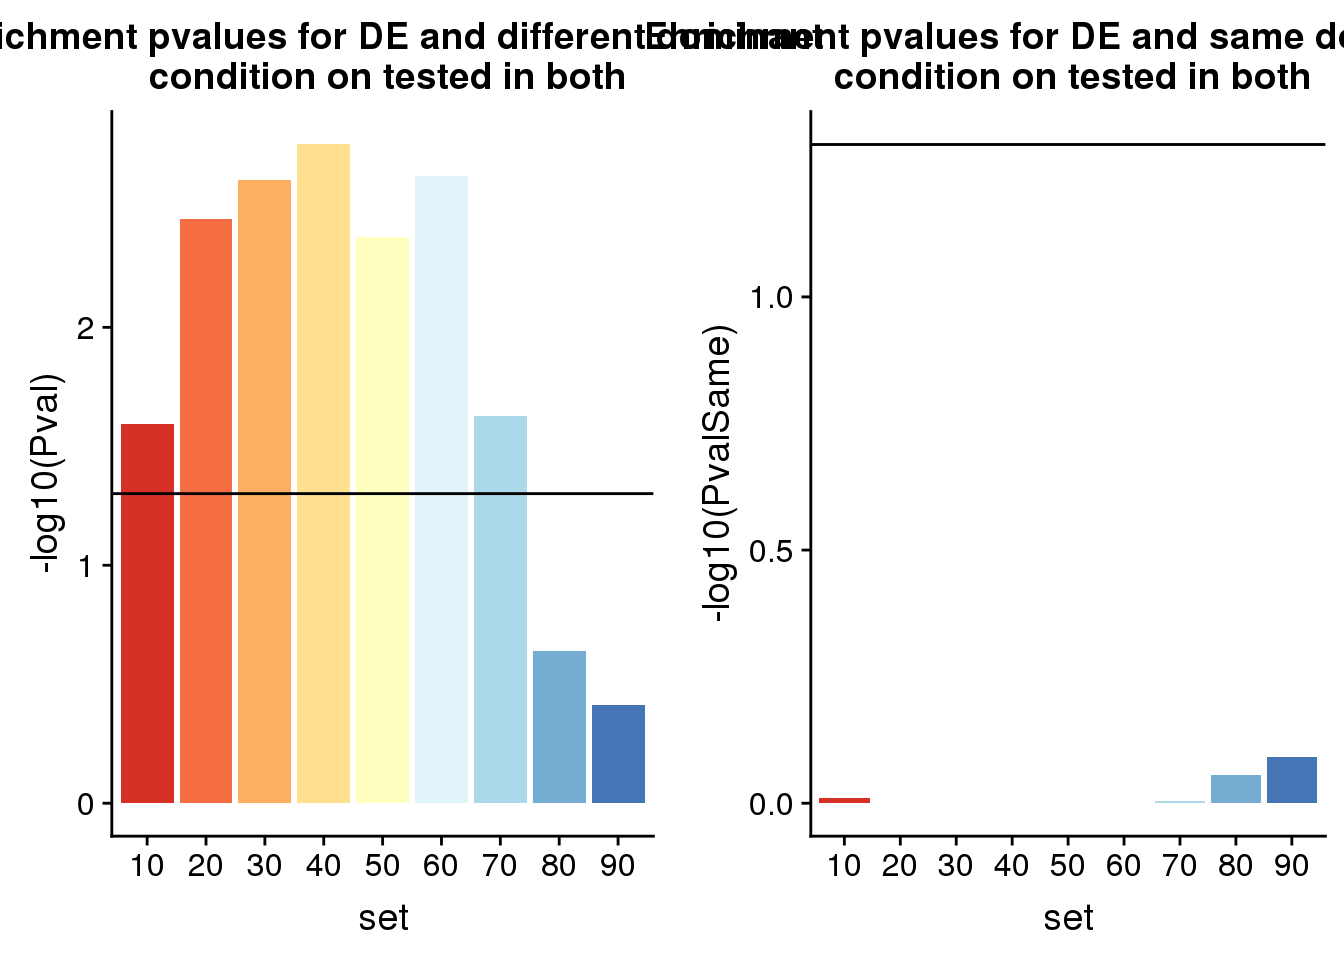 ichment pvalues for DE and different
condition on tested in both
-log10(Pval)
2
1
0
10 20 30 40 50 60 70 80 90
set
pvalues for DE and same
condition on tested in both
-log10(PvalSame)
1.0
0.5
0.0
10 20 30 40 50 60 70 80 90
set